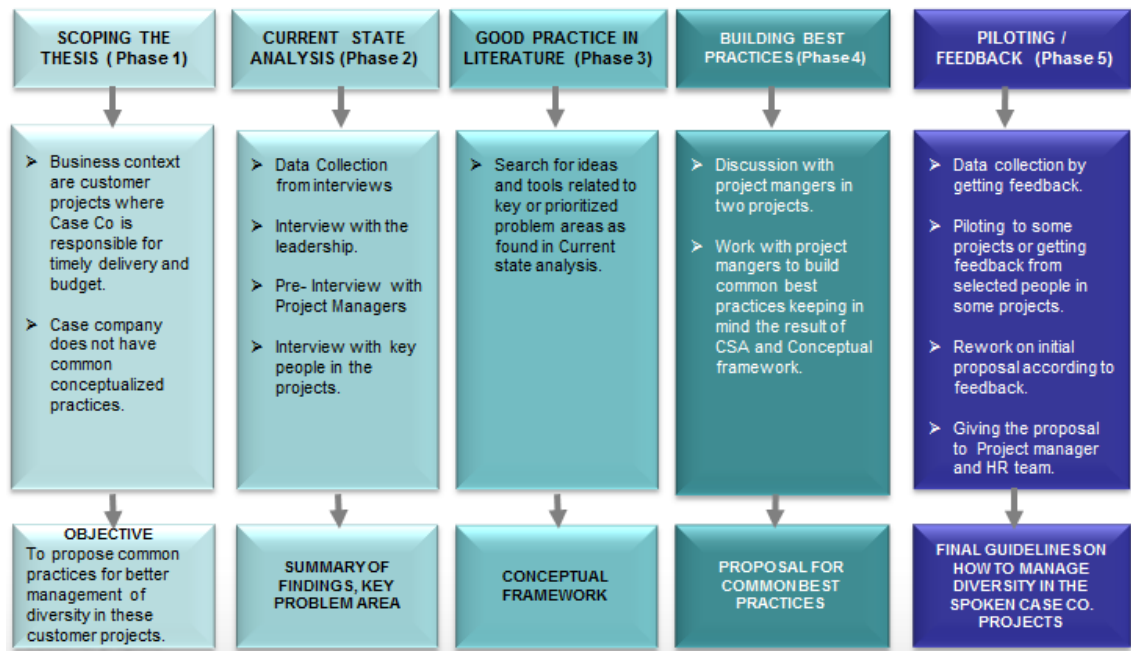 SCOPING THE
THESIS ( Phase 1)
CURRENT STATE
ANALYSIS (Phase 2)
GOOD PRACTICE IN
LITERATURE (Phase 3)
BUILDING BEST
PRACTICES (Phase 4)
PILOTING /
FEEDBACK (Phase 5)
➢ Business context
are customer
projects where
Case Co is
responsible for
timely delivery and
budget.
➢ Case company
does not have
common
conceptualized
practices.
➢ Data Collection
from interviews
➢ Interview with the
leadership.
➢ Pre- Interview with
Project Managers
➢ Interview with key
people in the
projects.
➢ Search for ideas
and tools related to
key or prioritized
problem areas as
found in Current
state analysis.
➢ Discussion with
project mangers in
two projects.
➢ Work with project
mangers to build
common best
practices keeping in
mind the result of
CSA and Conceptual
framework.
➢ Data collection by
getting feedback.
➢ Piloting to some
projects or getting
feedback from
selected people in
some projects.
➢ Rework on initial
proposal according to
feedback.
➢ Giving the proposal
to Project manager
and HR team.
OBJECTIVE
To propose common
practices for better
management of
diversity in these
customer projects.
SUMMARY OF
FINDINGS, KEY
PROBLEM AREA
CONCEPTUAL
FRAMEWORK
PROPOSAL FOR
COMMON BEST
PRACTICES
FINAL GUIDELINES ON
HOW TO MANAGE
DIVERSITY IN THE
SPOKEN CASE CO.
PROJECTS